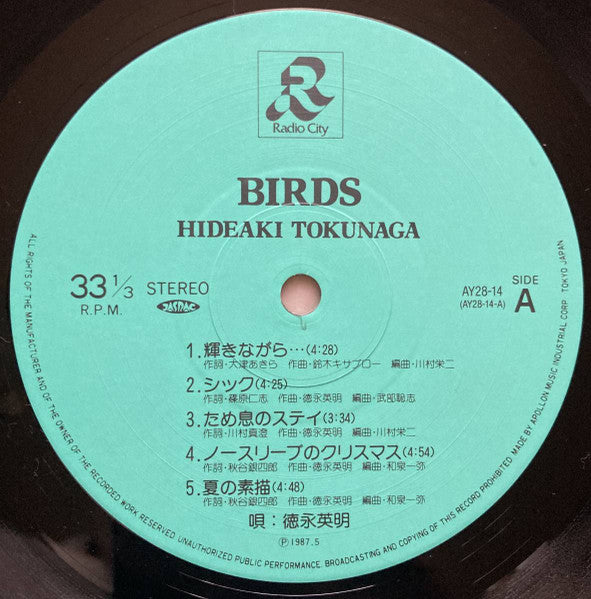 Radio City
BIRDS
HIDEAKI TOKUNAGA
33 1/3 STEREO
R.P.M. JASRAC
AY28-14 SIDE
(AY28-14-A) A
1.輝きながら…(4:28)
作詞・大津あきら 作曲・鈴木キサブロー 編曲・川村栄二
2.シック(4:25)
作詞・篠原仁志 作曲・德永英明 編曲・武部聡志
3.ため息のステイ(3:34)
作詞・川村真澄 作曲・德永英明 編曲・川村栄二
4.ノースリーブのクリスマス(4:54)
作詞・秋谷銀四郎 作曲・德永英明 編曲・和泉一弥
5.夏の素描(4:48)
作詞・秋谷銀四郎 作曲・德永英明 編曲・和泉一弥
唄：德永英明
Ⓟ1987.5
ALL RIGHTS OF THE MANUFACTURER AND OF THE OWNER OF THE RECORDED WORK RESERVED. UNAUTHORIZED PUBLIC PERFORMANCE, BROADCASTING AND COPYING OF THIS RECORD PROHIBITED. MADE BY APOLLON MUSIC INDUSTRIAL CORP. TOKYO JAPAN